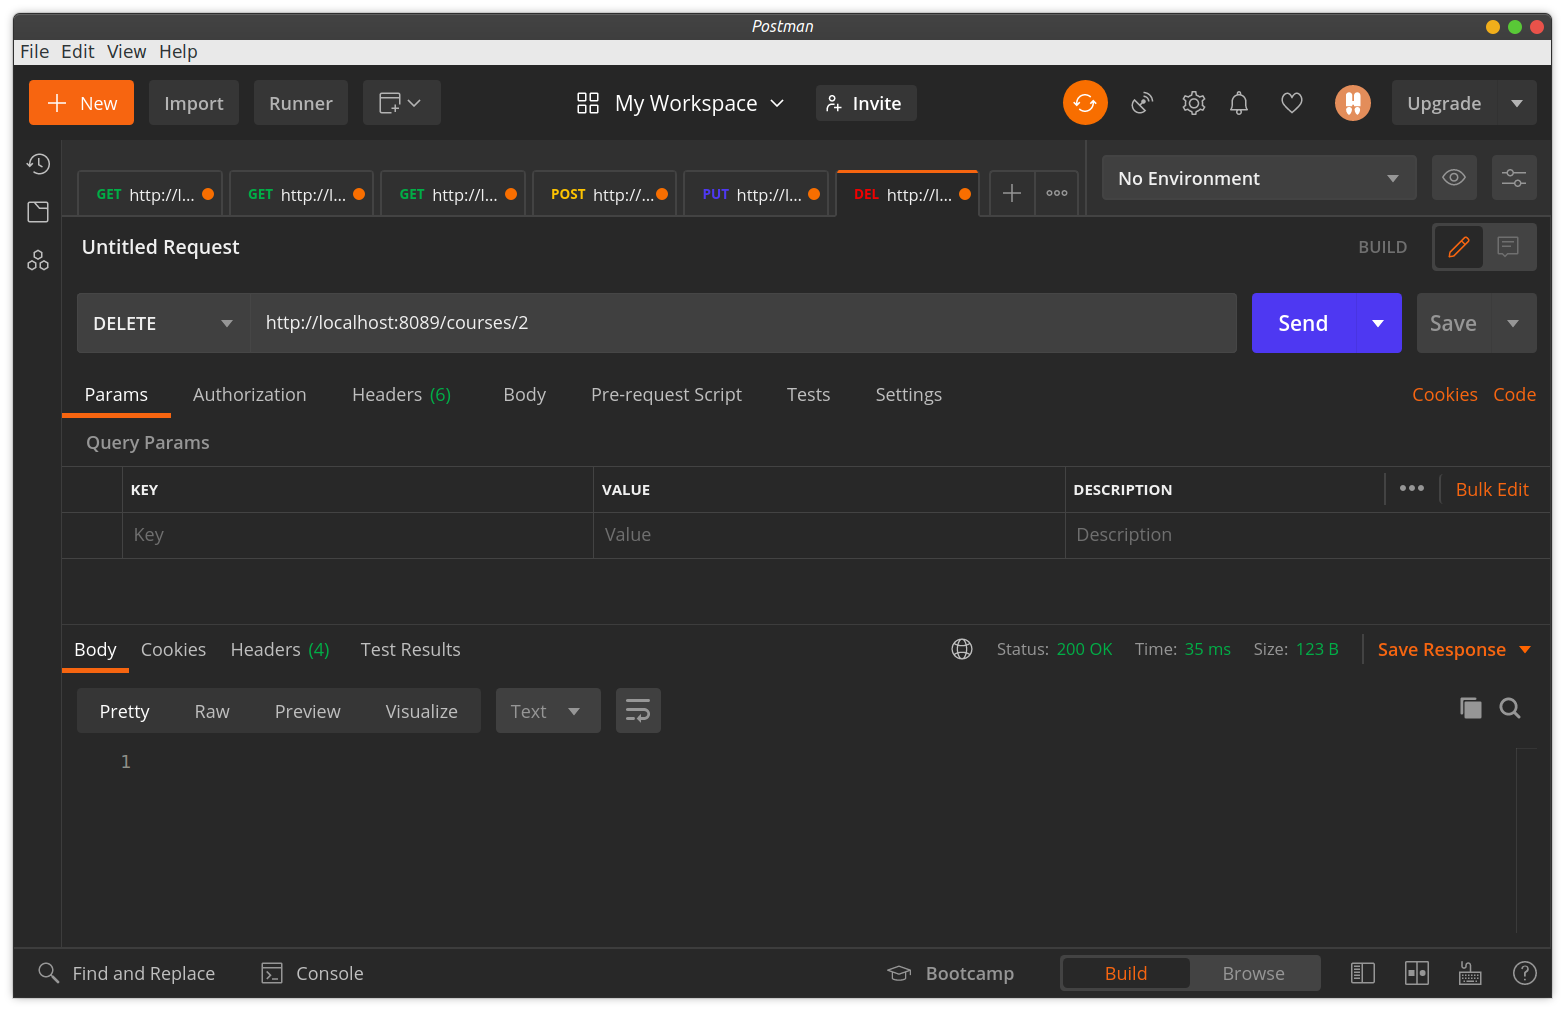 Postman
File Edit View Help
New Import Runner My Workspace Invite Upgrade
GET http://l... GET http://l... GET http://l... POST http://... PUT http://l... DEL http://l... No Environment
Untitled Request BUILD
DELETE http://localhost:8089/courses/2 Send Save
Params Authorization Headers (6) Body Pre-request Script Tests Settings Cookies Code
Query Params
KEY VALUE DESCRIPTION Bulk Edit
Key Value Description
Body Cookies Headers (4) Test Results Status: 200 OK Time: 35 ms Size: 123 B Save Response
Pretty Raw Preview Visualize Text
1
Find and Replace Console Bootcamp Build Browse